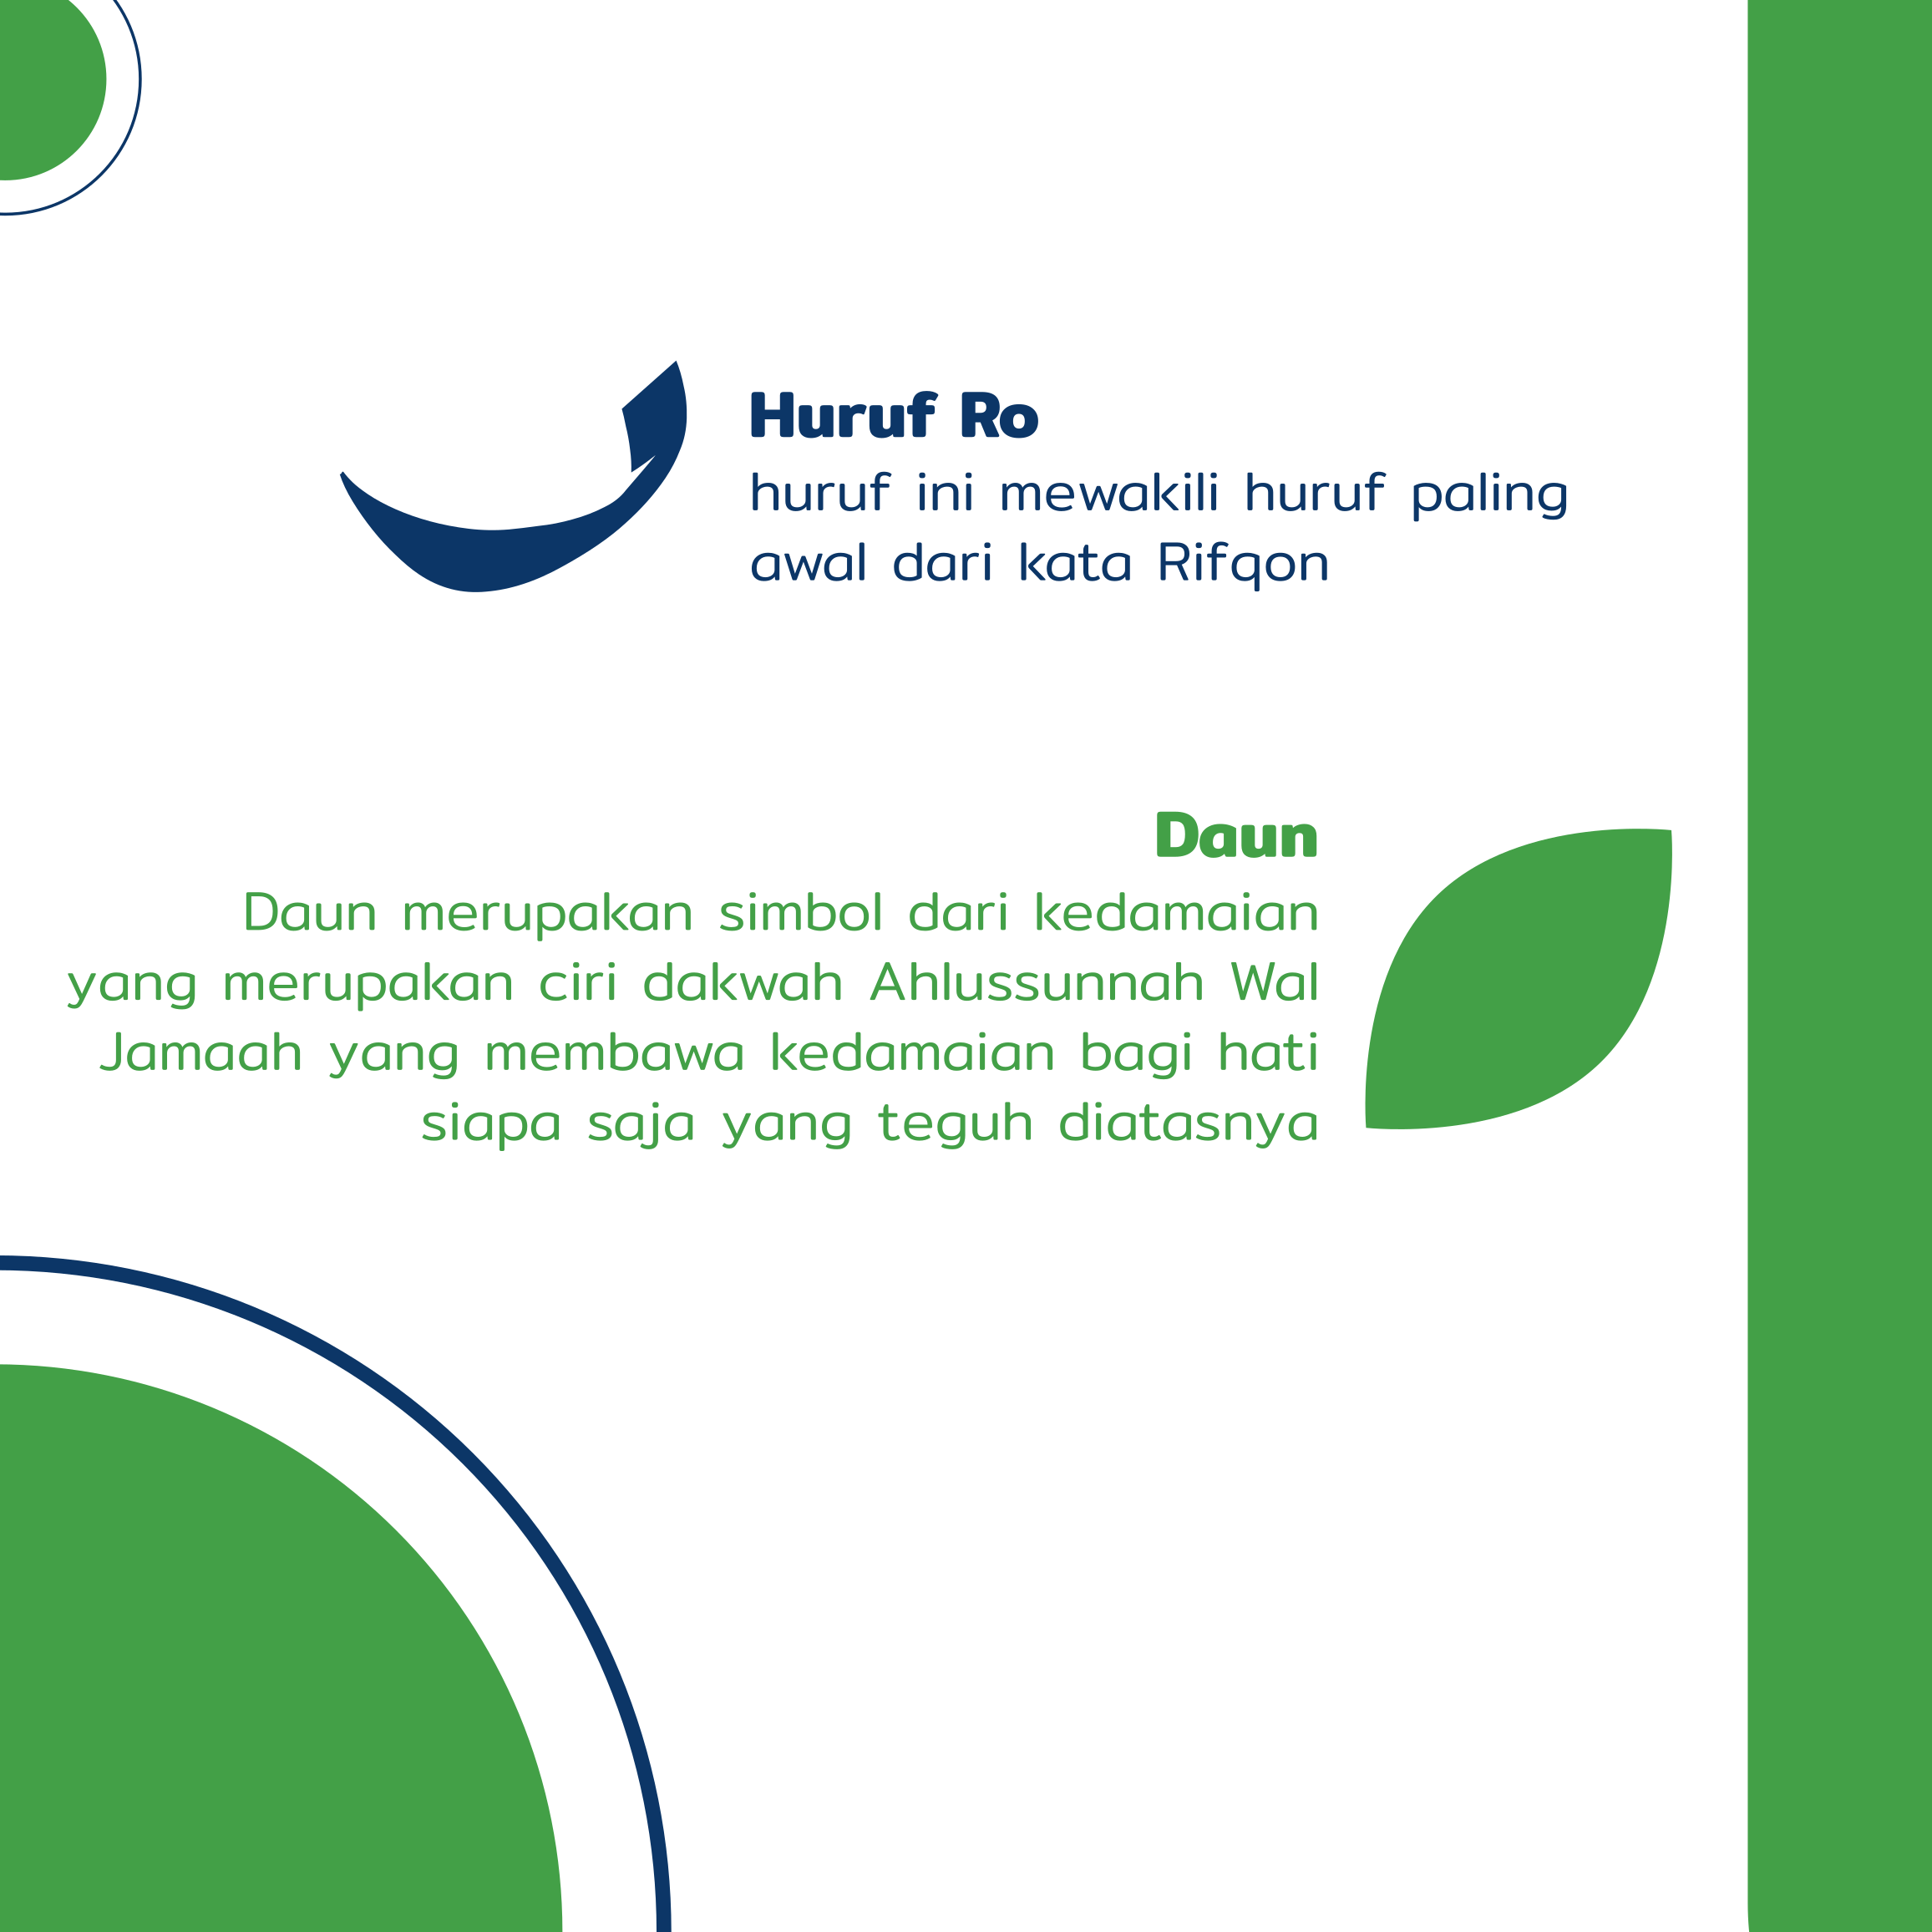 Huruf Ro
huruf ini mewakili huruf paling
awal dari kata Rifqon
Daun
Daun merupakan simbol dari kedamaian
yang merupakan ciri dakwah Ahlussunnah Wal
Jamaah yang membawa kedamaian bagi hati
siapa saja yang teguh diatasnya